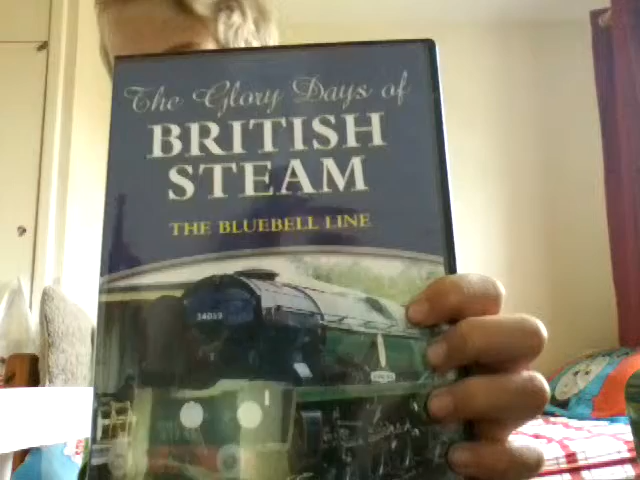 The Glory Days of
BRITISH
STEAM
THE BLUEBELL LINE
34059